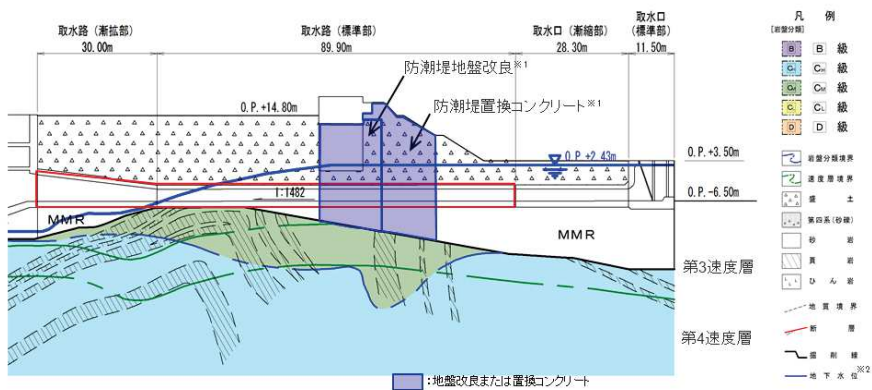 取水路（漸拡部）
30.00m
取水路（標準部）
89.90m
取水口（漸縮部）
28.30m
取水口
（標準部）
11.50m
防潮堤地盤改良※1
防潮堤置換コンクリート※1
O.P.+14.80m
O.P.+2.43m
O.P.+3.50m
O.P.-6.50m
1:1482
MMR
MMR
第3速度層
第4速度層
:地盤改良または置換コンクリート
凡 例
[岩盤分類]
B B 級
CH CH 級
CM CM 級
CL CL 級
D D 級
岩盤分類境界
速度層境界
盛 土
第四系(砂礫)
砂 岩
頁 岩
ひん岩
地質境界
断 層
掘削線
地下水位※2